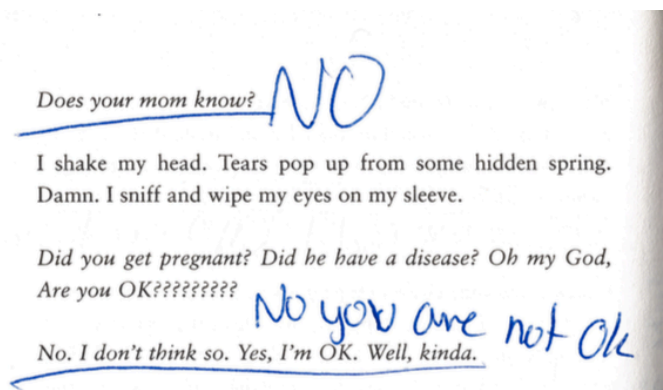 Does your mom know? NO
I shake my head. Tears pop up from some hidden spring.
Damn. I sniff and wipe my eyes on my sleeve.
Did you get pregnant? Did he have a disease? Oh my God,
Are you OK?????????
No you are not Ok
No. I don't think so. Yes, I'm OK. Well, kinda.